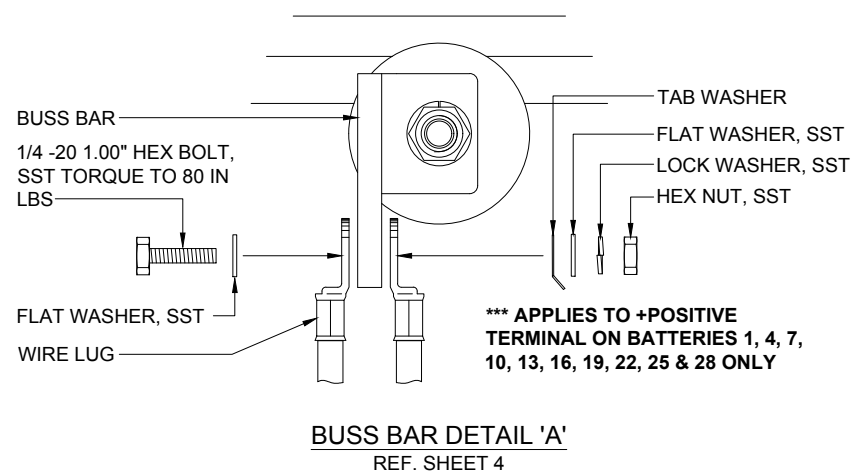 BUSS BAR
1/4 -20 1.00" HEX BOLT,
SST TORQUE TO 80 IN
LBS
FLAT WASHER, SST
WIRE LUG
TAB WASHER
FLAT WASHER, SST
LOCK WASHER, SST
HEX NUT, SST
*** APPLIES TO +POSITIVE
TERMINAL ON BATTERIES 1, 4, 7,
10, 13, 16, 19, 22, 25 & 28 ONLY
BUSS BAR DETAIL 'A'
REF. SHEET 4